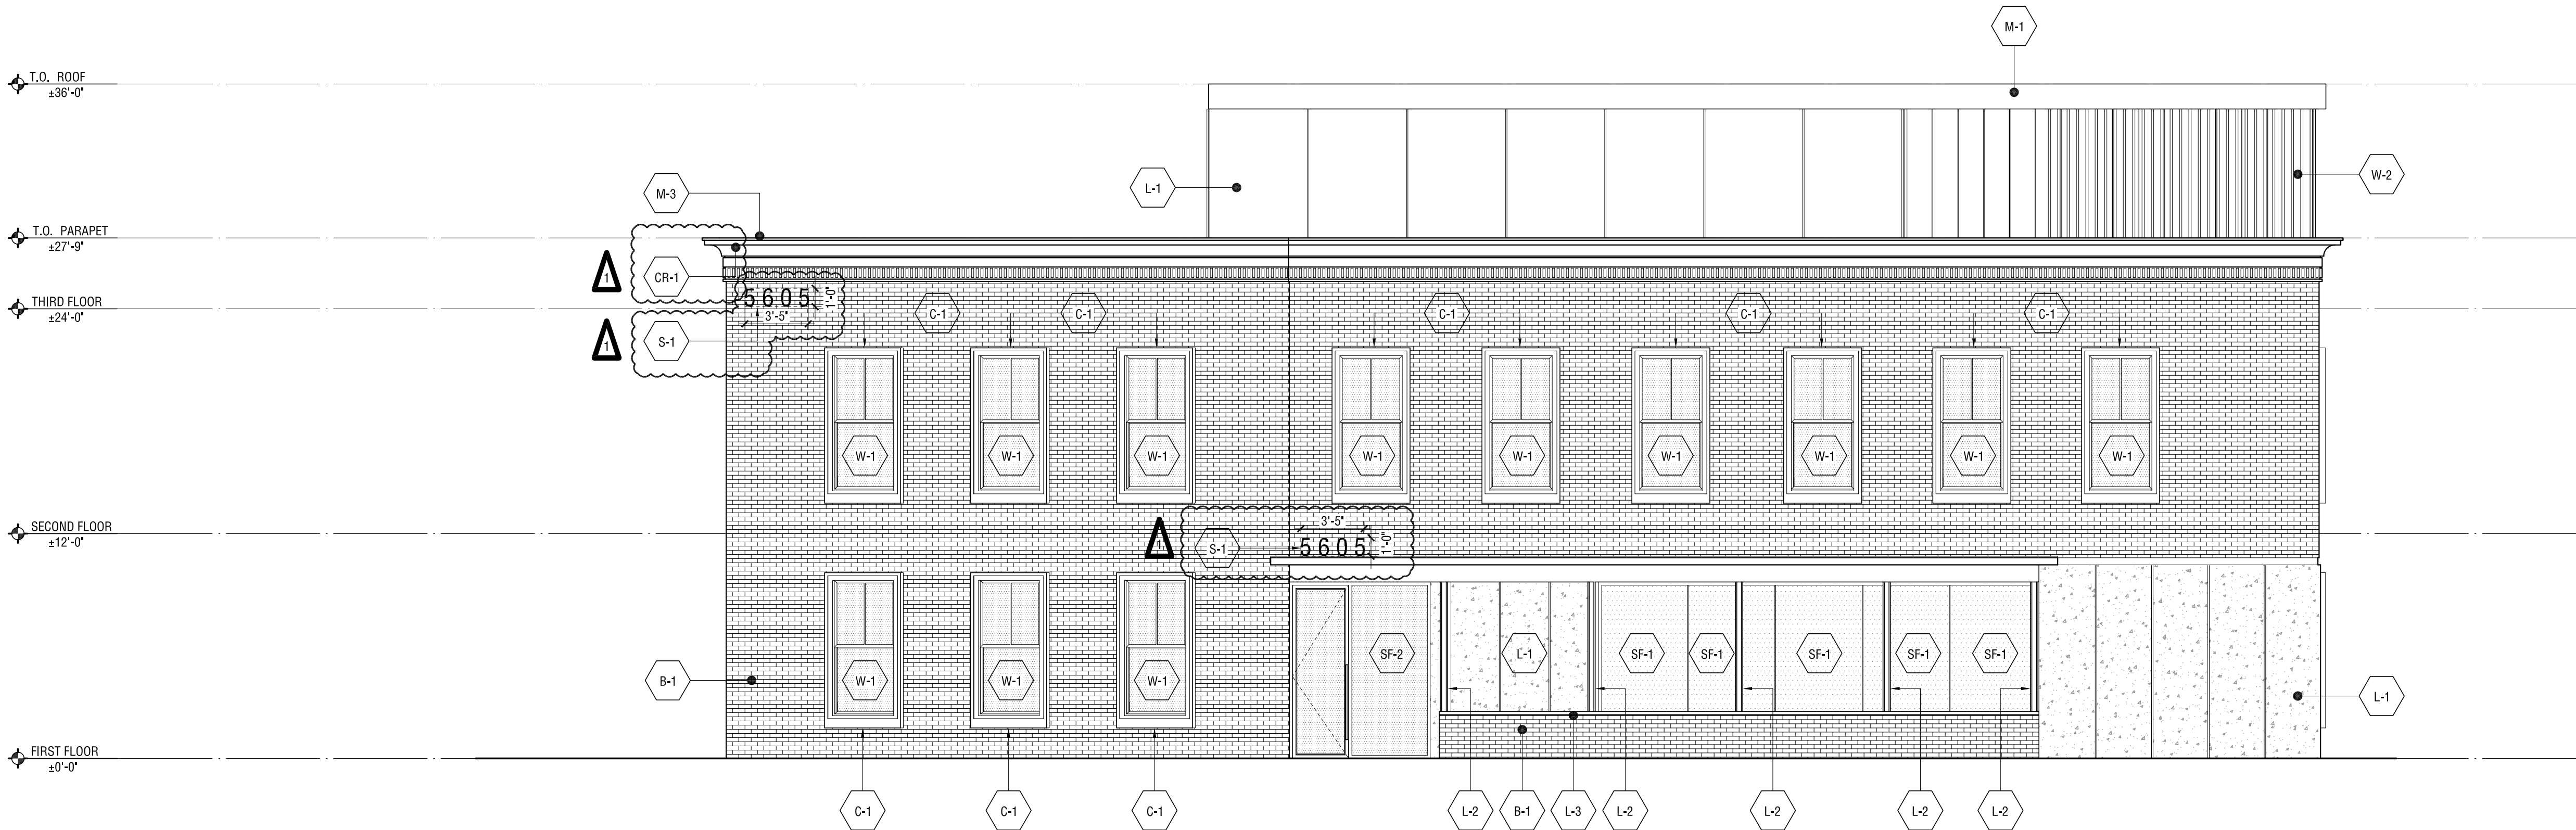 M-1
T.O. ROOF
±36'-0"
L-1
W-2
M-3
T.O. PARAPET
±27'-9"
1
CR-1
5605
1'-0"
3'-5"
THIRD FLOOR
±24'-0"
C-1
C-1
C-1
C-1
C-1
1
S-1
W-1
W-1
W-1
W-1
W-1
W-1
W-1
W-1
W-1
SECOND FLOOR
±12'-0"
1
S-1
3'-5"
5605
1'-0"
B-1
W-1
W-1
W-1
SF-2
L-1
SF-1
SF-1
SF-1
SF-1
SF-1
L-1
FIRST FLOOR
±0'-0"
C-1
C-1
C-1
L-2
B-1
L-3
L-2
L-2
L-2
L-2